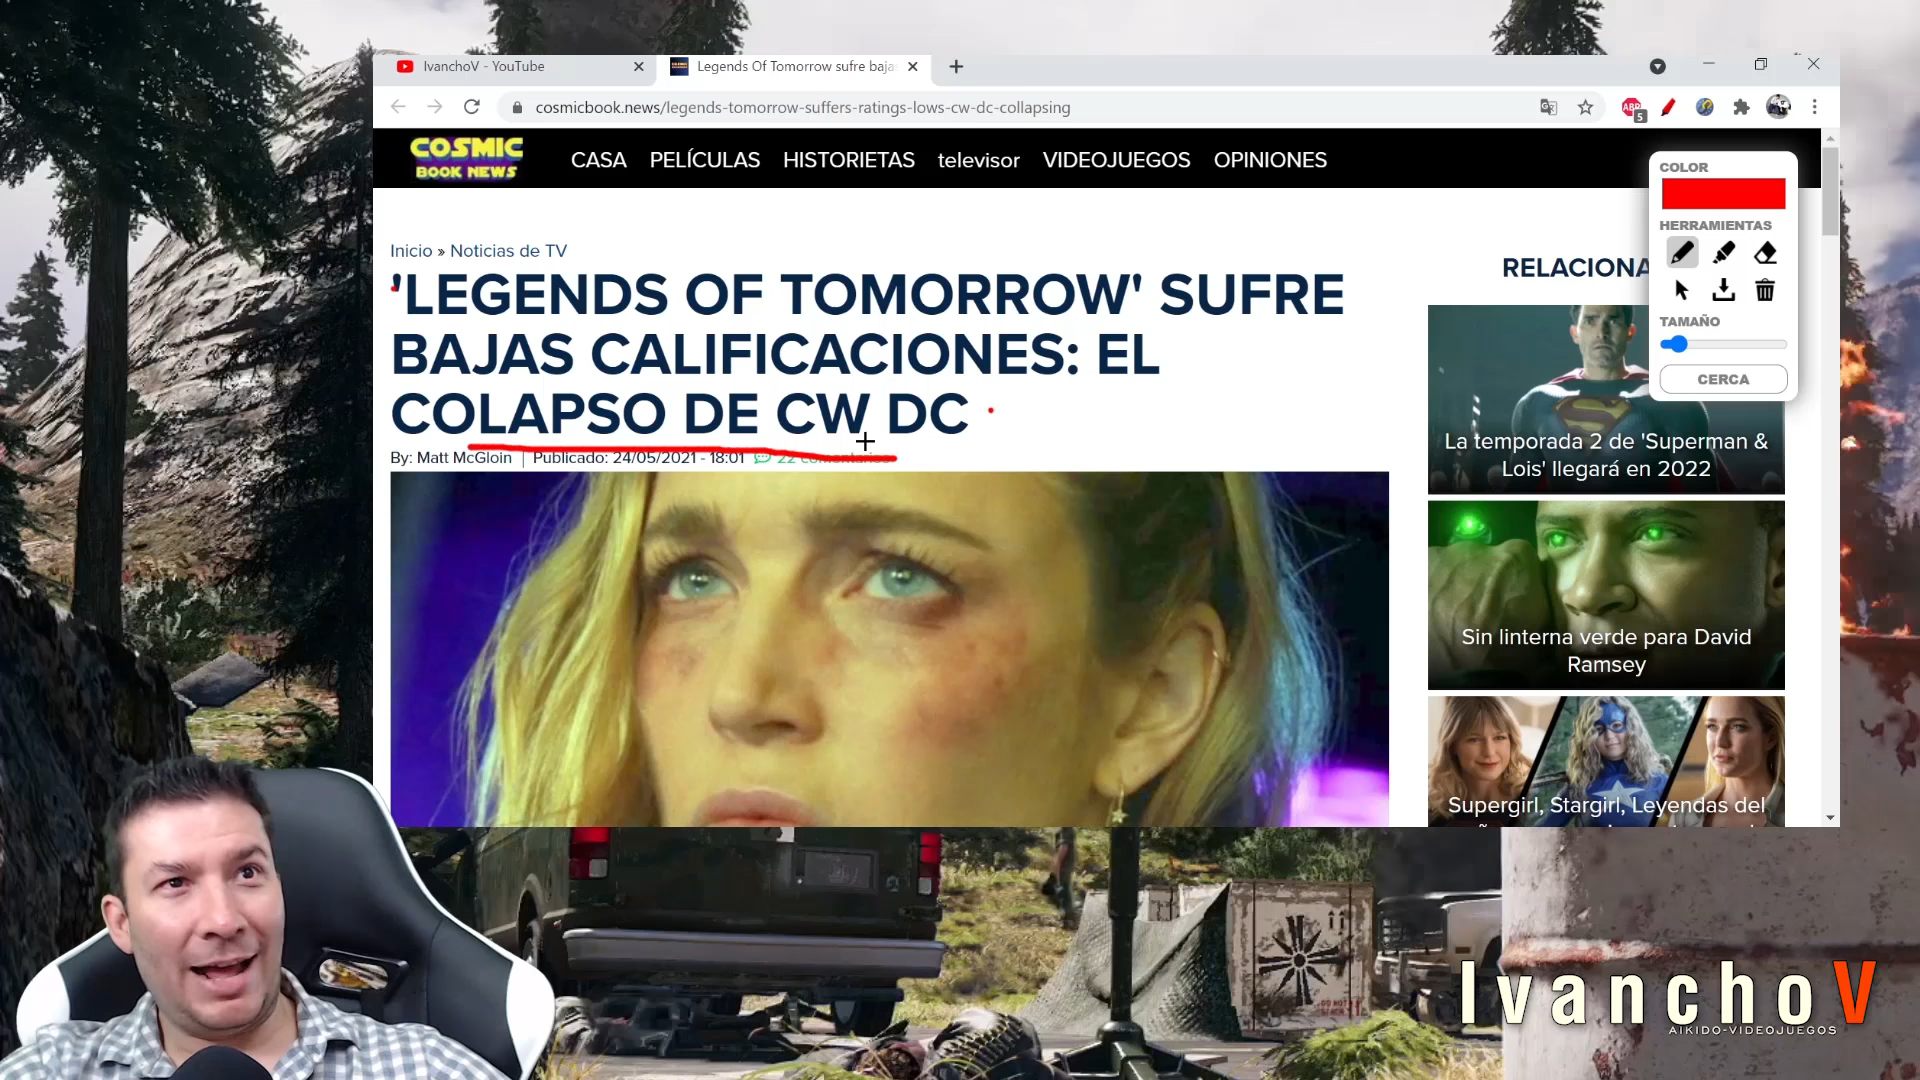 IvanchoV - YouTube
Legends Of Tomorrow sufre baja
cosmicbook.news/legends-tomorrow-suffers-ratings-lows-cw-dc-collapsing
ABP
5
COSMIC
BOOK NEWS
CASA
PELÍCULAS
HISTORIETAS
televisor
VIDEOJUEGOS
OPINIONES
COLOR
HERRAMIENTAS
TAMAÑO
CERCA
Inicio » Noticias de TV
'LEGENDS OF TOMORROW' SUFRE
BAJAS CALIFICACIONES: EL
COLAPSO DE CW DC
By: Matt McGloin | Publicado: 24/05/2021 - 18:01 22 comentarios
RELACIONA
La temporada 2 de 'Superman &
Lois' llegará en 2022
Sin linterna verde para David
Ramsey
Supergirl, Stargirl, Leyendas del
IvanchoV
AIKIDO-VIDEOJUEGOS